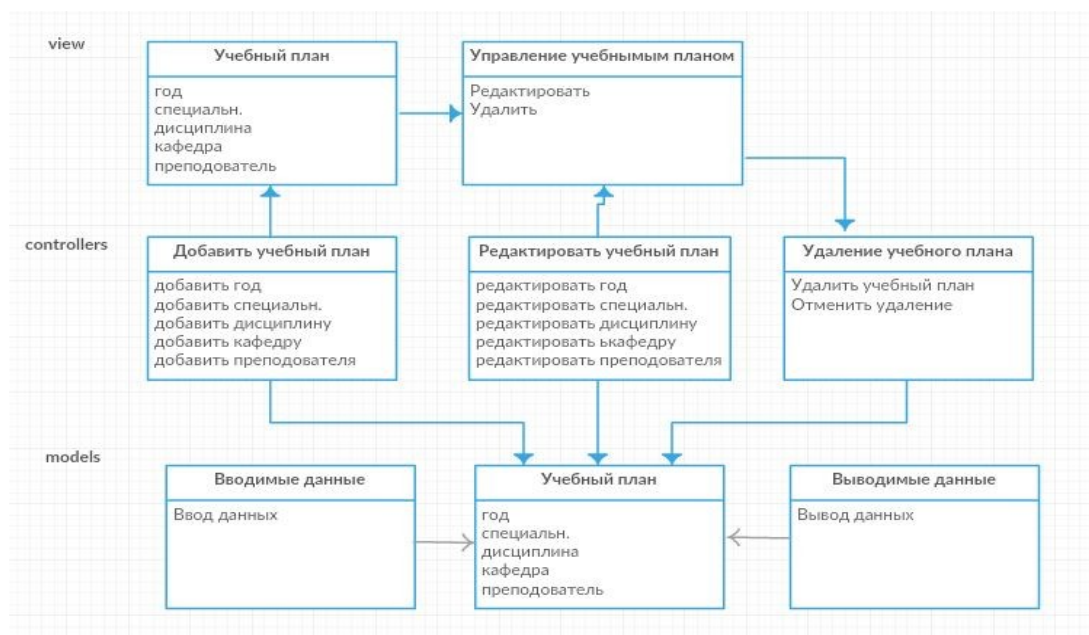 view
Учебный план
год
специальн.
дисциплина
кафедра
преподователь
Управление учебнымым планом
Редактировать
Удалить
controllers
Добавить учебный план
добавить год
добавить специальн.
добавить дисциплину
добавить кафедру
добавить преподователя
Редактировать учебный план
редактировать год
редактировать специальн.
редактировать дисциплину
редактировать ькафедру
редактировать преподователя
Удаление учебного плана
Удалить учебный план
Отменить удаление
models
Вводимые данные
Ввод данных
Учебный план
год
специальн.
дисциплина
кафедра
преподователь
Выводимые данные
Вывод данных